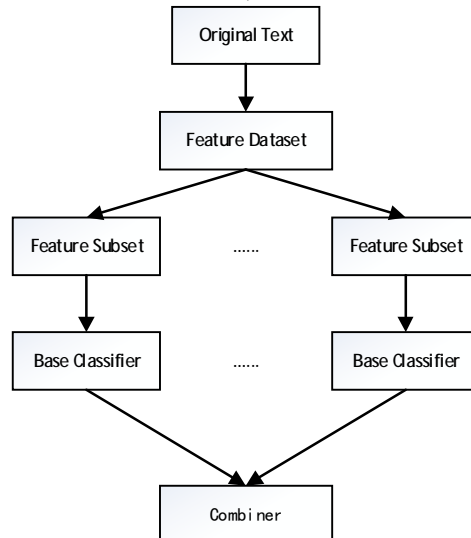 Original Text
Feature Dataset
Feature Subset ...... Feature Subset
Base Classifier ...... Base Classifier
Combiner